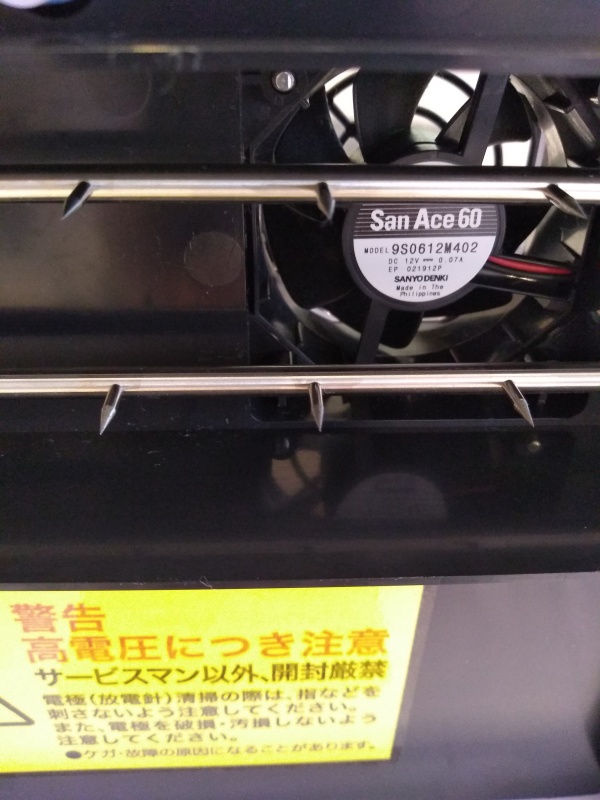 San Ace 60
MODEL 9S0612M402
DC 12V ⎓ 0.07A
EP 021912P
SANYO DENKI
Made in The
Philippines
警告
高電圧につき注意
サービスマン以外、開封厳禁
電極(放電針)清掃の際は、指などを
刺さないよう注意してください。
また、電極を破損・汚損しないよう
注意してください。
●ケガ・故障の原因になることがあります。